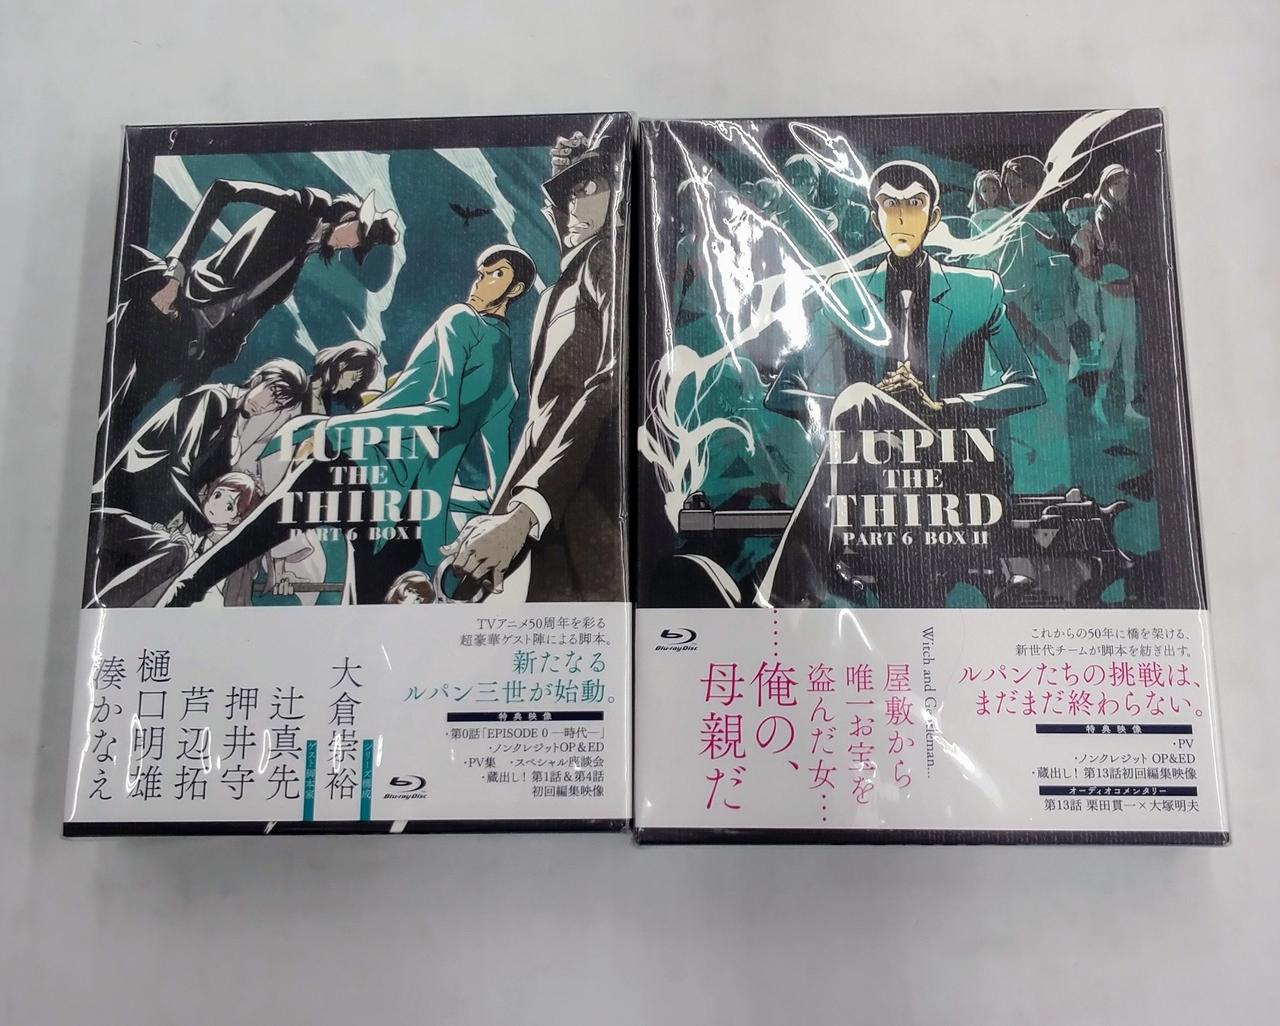 LUPIN
THE
THIRD
PART 6 BOX I
TVアニメ50周年を彩る
超豪華ゲスト陣による脚本。
新たなる
ルパン三世が始動。
特典映像
・第0話「EPISODE 0 ―時代―」
・ノンクレジットOP&ED
・PV集 ・スペシャル座談会
・蔵出し!第1話&第4話
初回編集映像
シリーズ構成
大倉崇裕
ゲスト脚本家
辻真先
押井守
芦辺拓
樋口明雄
湊かなえ
Blu-ray Disc
LUPIN
THE
THIRD
PART 6 BOX II
Blu-ray Disc
これからの50年に橋を架ける、
新世代チームが脚本を紡ぎ出す。
ルパンたちの挑戦は、
まだまだ終わらない。
特典映像
・PV
・ノンクレジット OP&ED
・蔵出し!第13話初回編集映像
オーディオコメンタリー
第13話 栗田貫一×大塚明夫
Witch and Gentleman…
屋敷から
唯一お宝を
盗んだ女…
……俺の、
母親だ